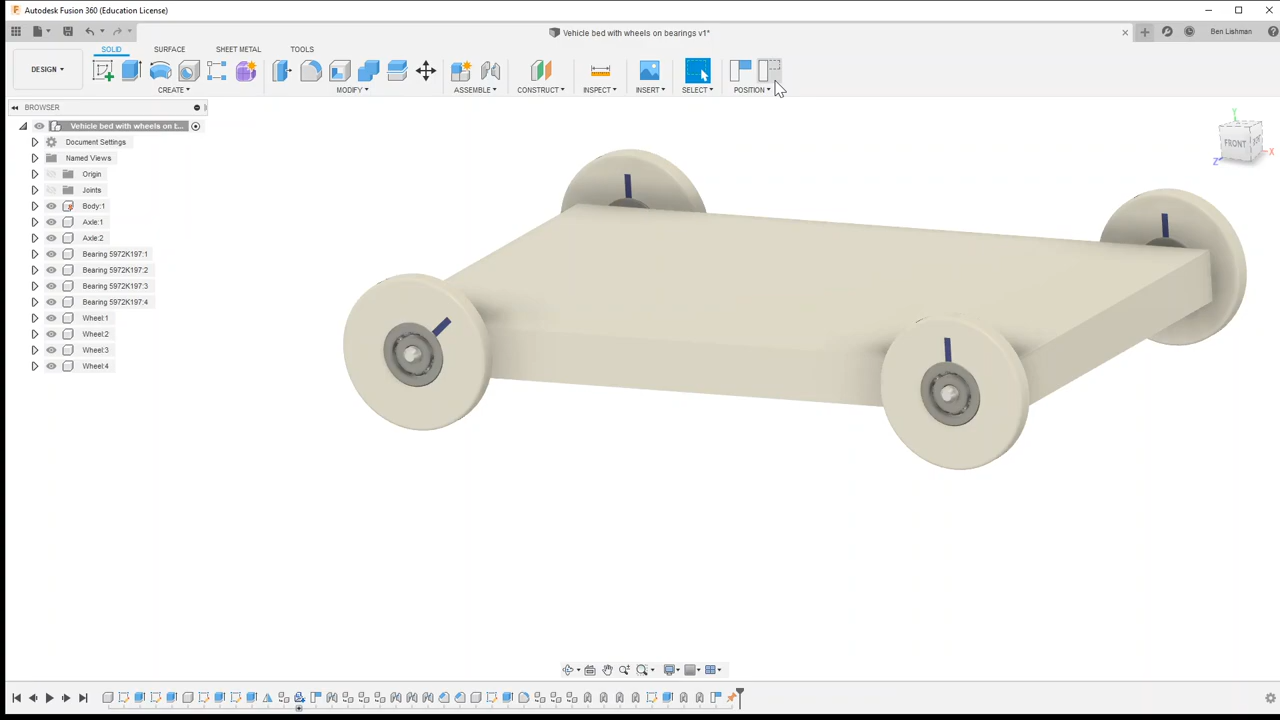 Autodesk Fusion 360 (Education License)
Vehicle bed with wheels on bearings v1*
Ben Lishman
SOLID SURFACE SHEET METAL TOOLS
DESIGN
CREATE MODIFY ASSEMBLE CONSTRUCT INSPECT INSERT SELECT POSITION
BROWSER
Vehicle bed with wheels on t...
Document Settings
Named Views
Origin
Joints
Body:1
Axle:1
Axle:2
Bearing 5972K197:1
Bearing 5972K197:2
Bearing 5972K197:3
Bearing 5972K197:4
Wheel:1
Wheel:2
Wheel:3
Wheel:4
Y
FRONT
X
Z